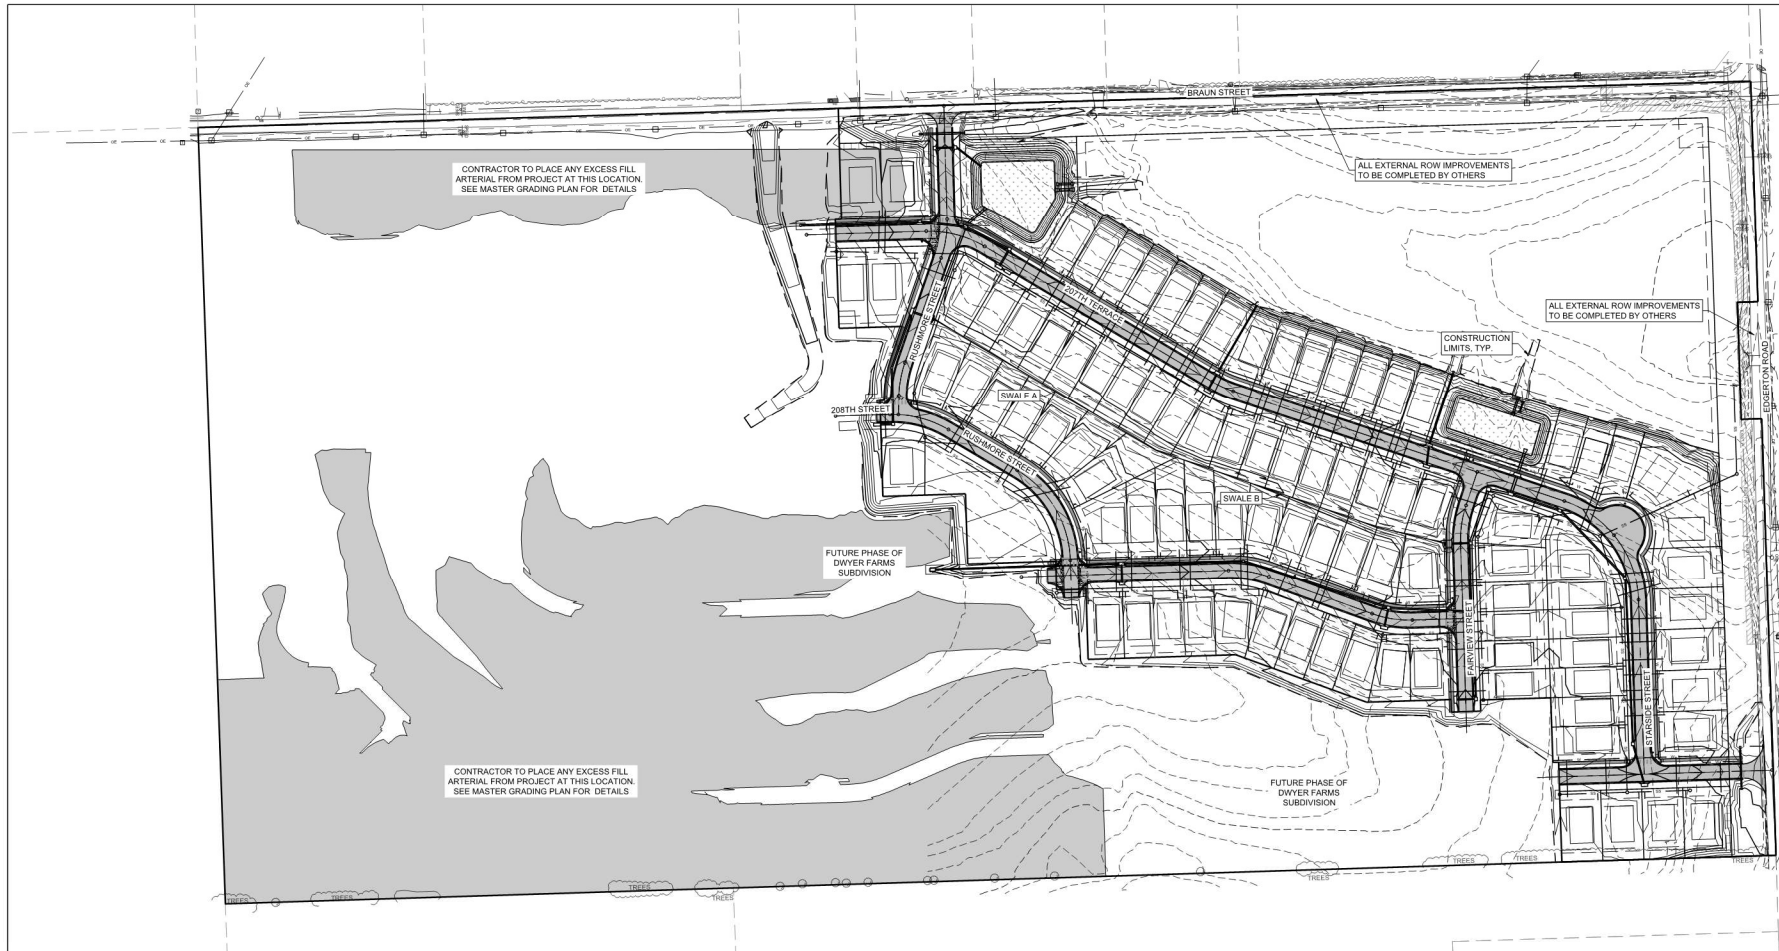 BRAUN STREET
CONTRACTOR TO PLACE ANY EXCESS FILL
ARTERIAL FROM PROJECT AT THIS LOCATION.
SEE MASTER GRADING PLAN FOR DETAILS
ALL EXTERNAL ROW IMPROVEMENTS
TO BE COMPLETED BY OTHERS
207TH TERRACE
RUSHMORE STREET
ALL EXTERNAL ROW IMPROVEMENTS
TO BE COMPLETED BY OTHERS
CONSTRUCTION
LIMITS, TYP.
EDGERTON ROAD
SWALE A
208TH STREET
RUSHMORE STREET
SWALE B
FUTURE PHASE OF
DWYER FARMS
SUBDIVISION
FAIRVIEW STREET
STARSIDE STREET
CONTRACTOR TO PLACE ANY EXCESS FILL
ARTERIAL FROM PROJECT AT THIS LOCATION.
SEE MASTER GRADING PLAN FOR DETAILS
FUTURE PHASE OF
DWYER FARMS
SUBDIVISION
TREES
TREES
TREES
TREES
TREES
TREES
TREES
TREES